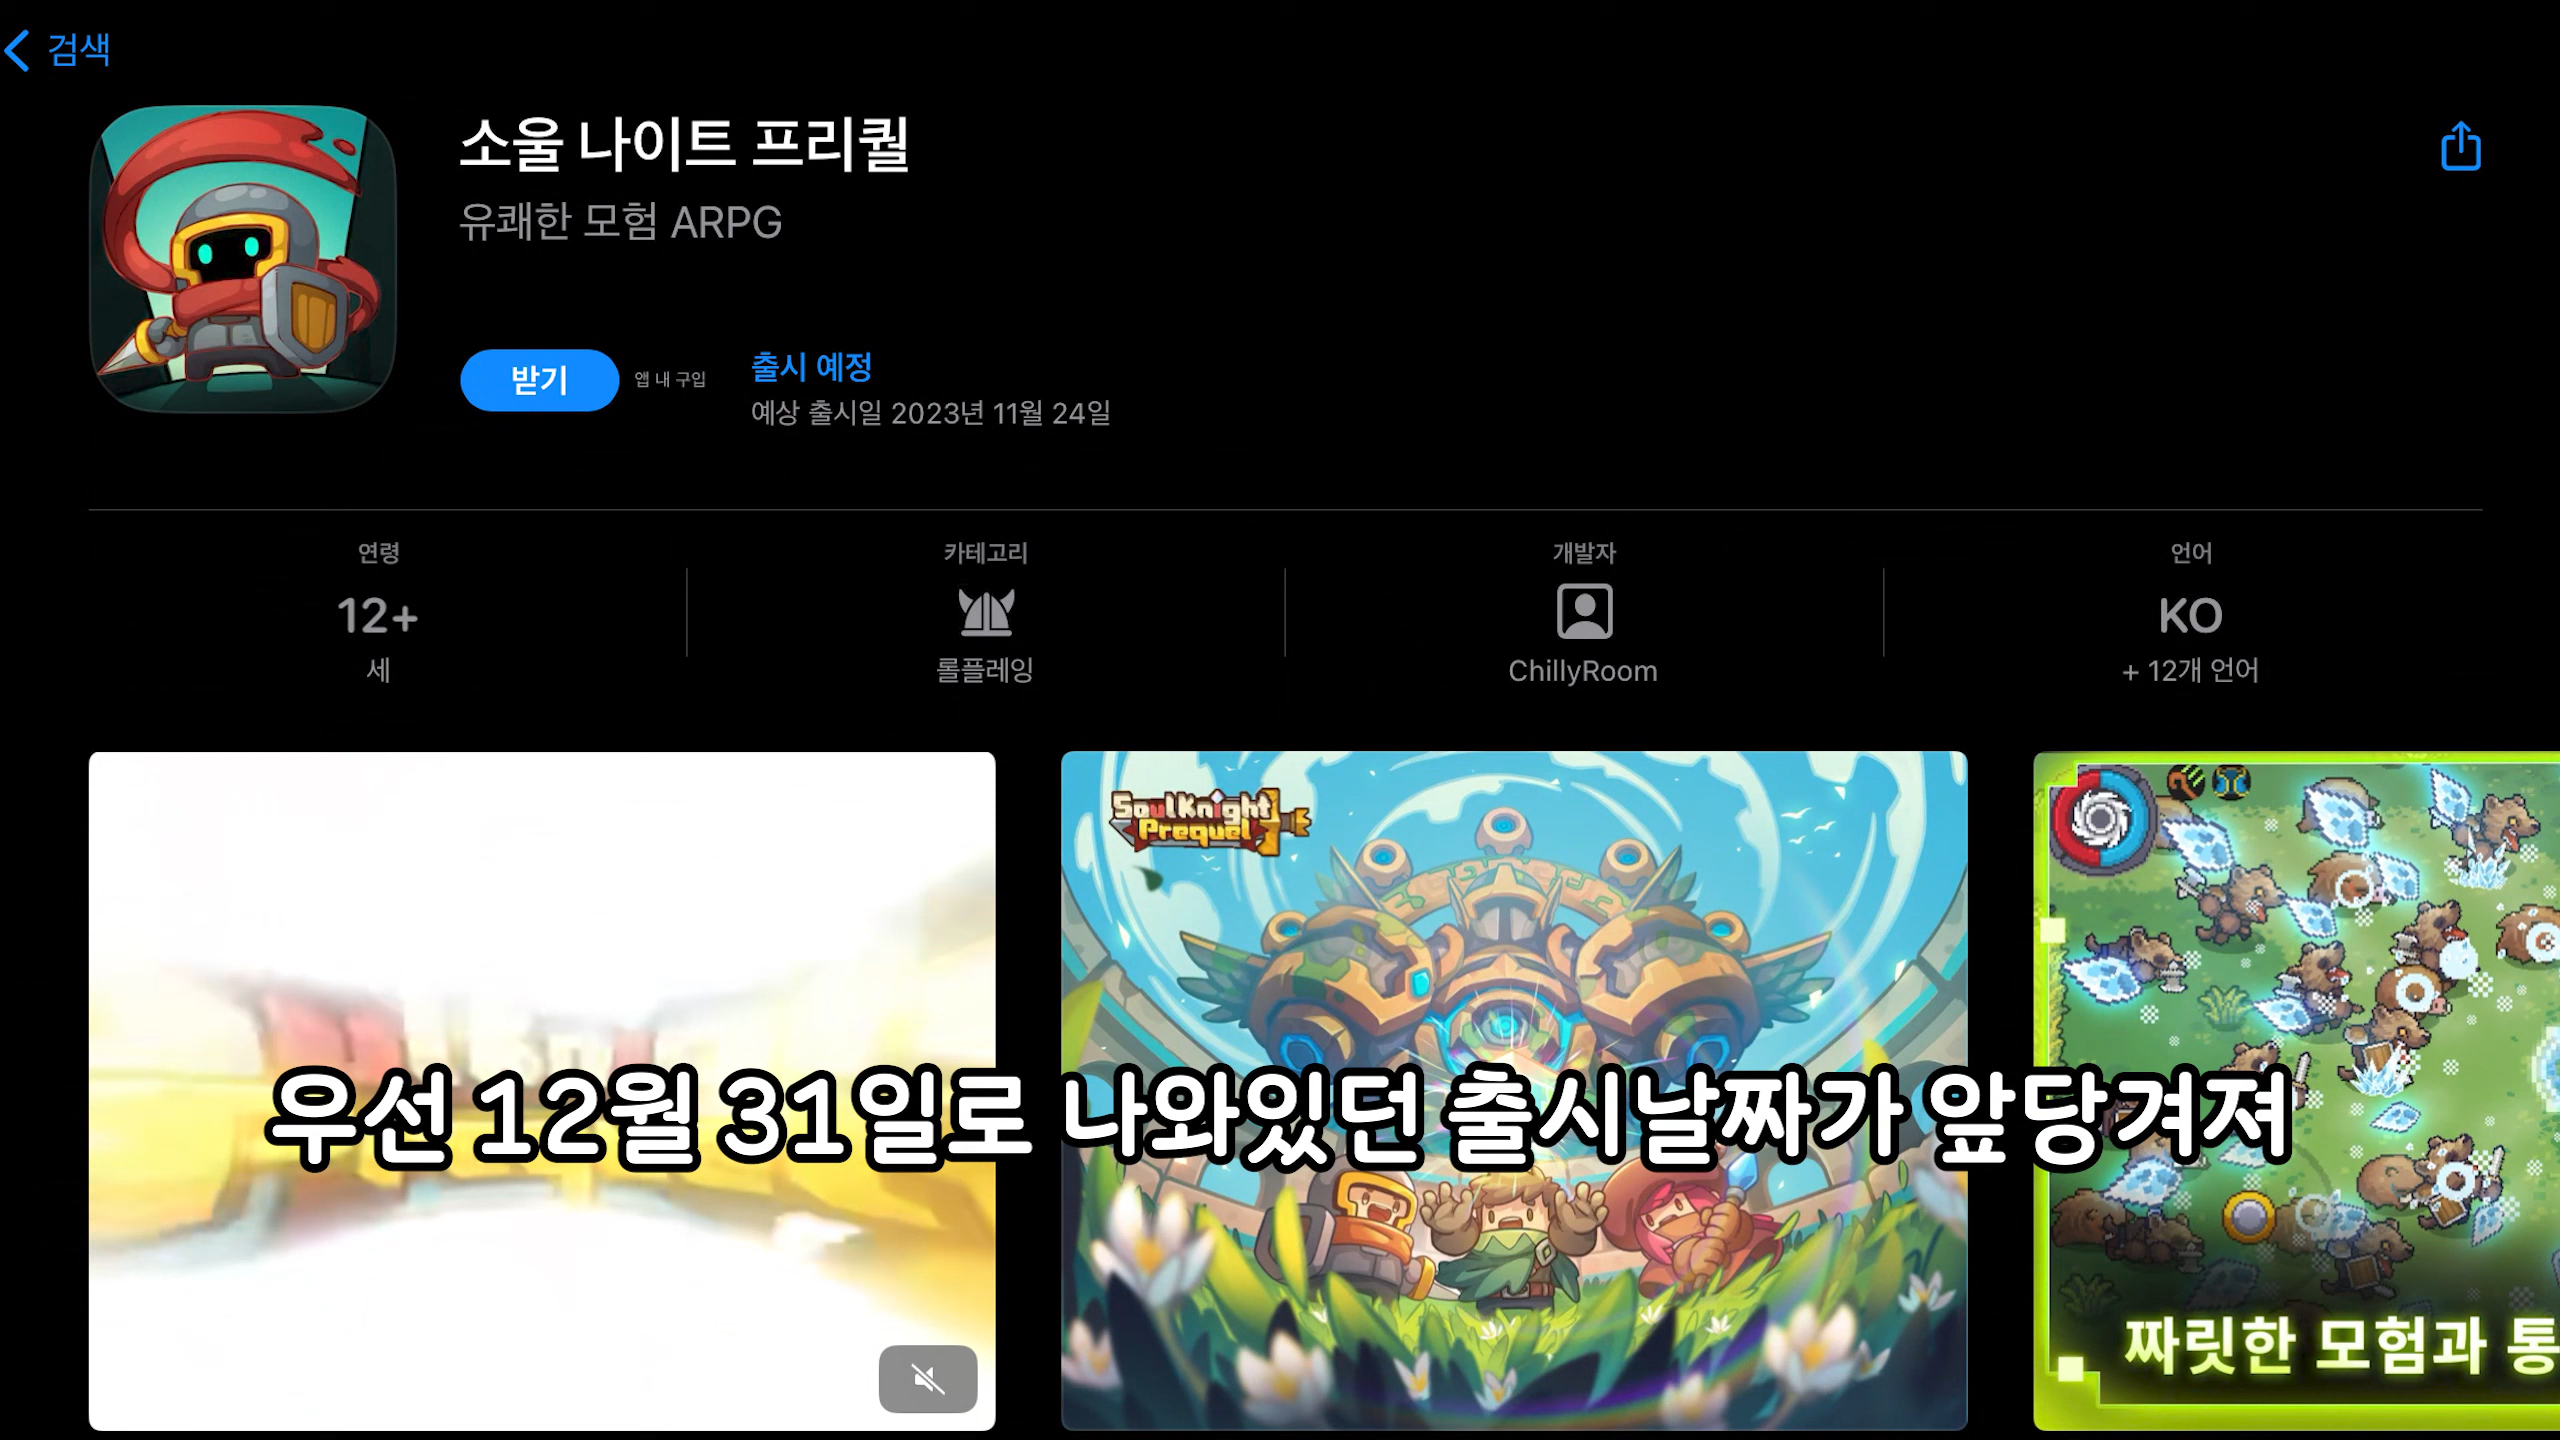 검색
소울 나이트 프리퀄
유쾌한 모험 ARPG
받기
앱 내 구입
출시 예정
예상 출시일 2023년 11월 24일
연령
12+
세
카테고리
롤플레잉
개발자
ChillyRoom
언어
KO
+ 12개 언어
Soul Knight
Prequel
우선 12월 31일로 나와있던 출시날짜가 앞당겨져
짜릿한 모험과 통